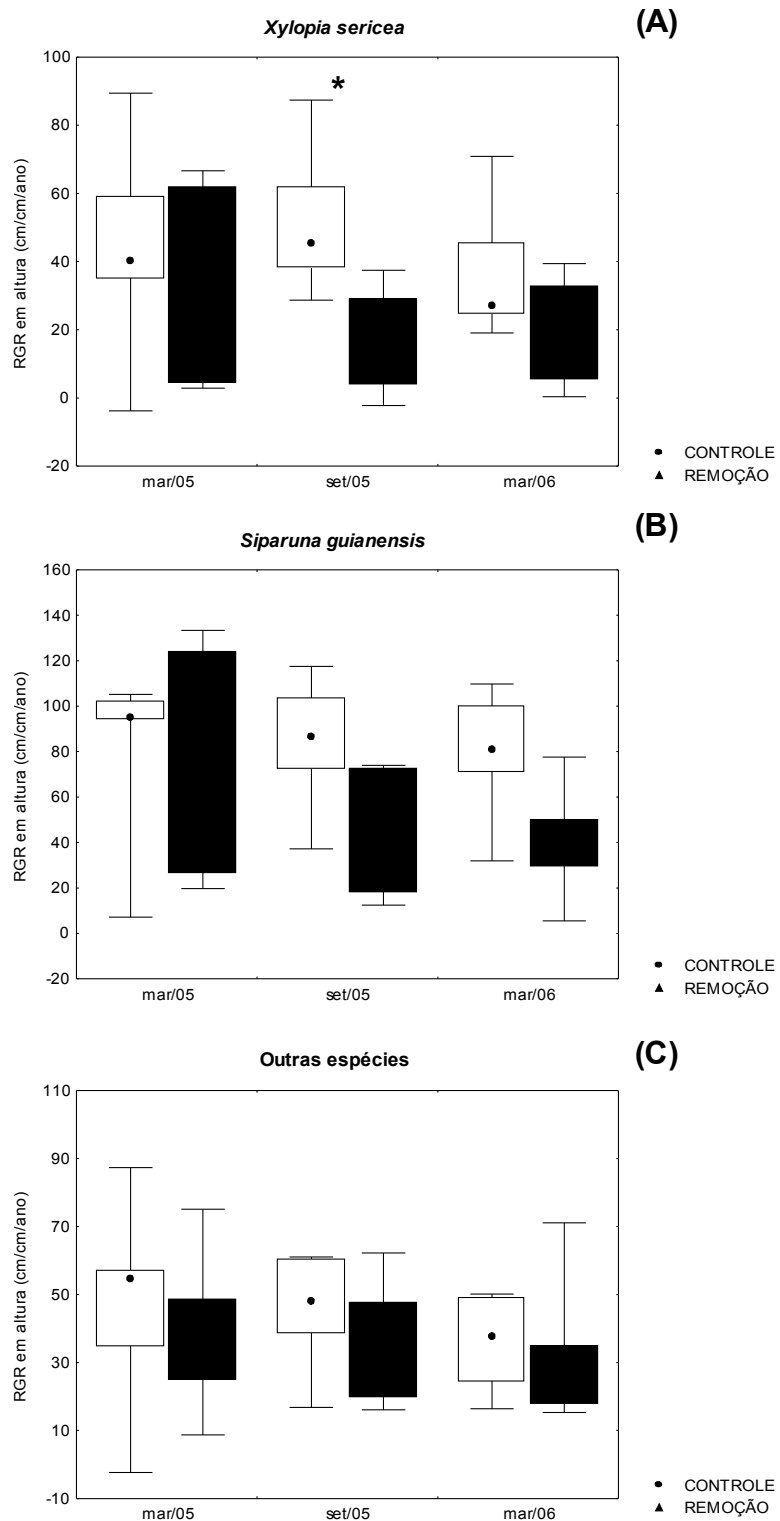 (A)
Xylopia sericea
100
80
60
40
20
0
-20
RGR em altura (cm/cm/ano)
*
mar/05 set/05 mar/06
CONTROLE
REMOÇÃO
(B)
Siparuna guianensis
160
140
120
100
80
60
40
20
0
-20
RGR em altura (cm/cm/ano)
mar/05 set/05 mar/06
CONTROLE
REMOÇÃO
(C)
Outras espécies
110
90
70
50
30
10
-10
RGR em altura (cm/cm/ano)
mar/05 set/05 mar/06
CONTROLE
REMOÇÃO